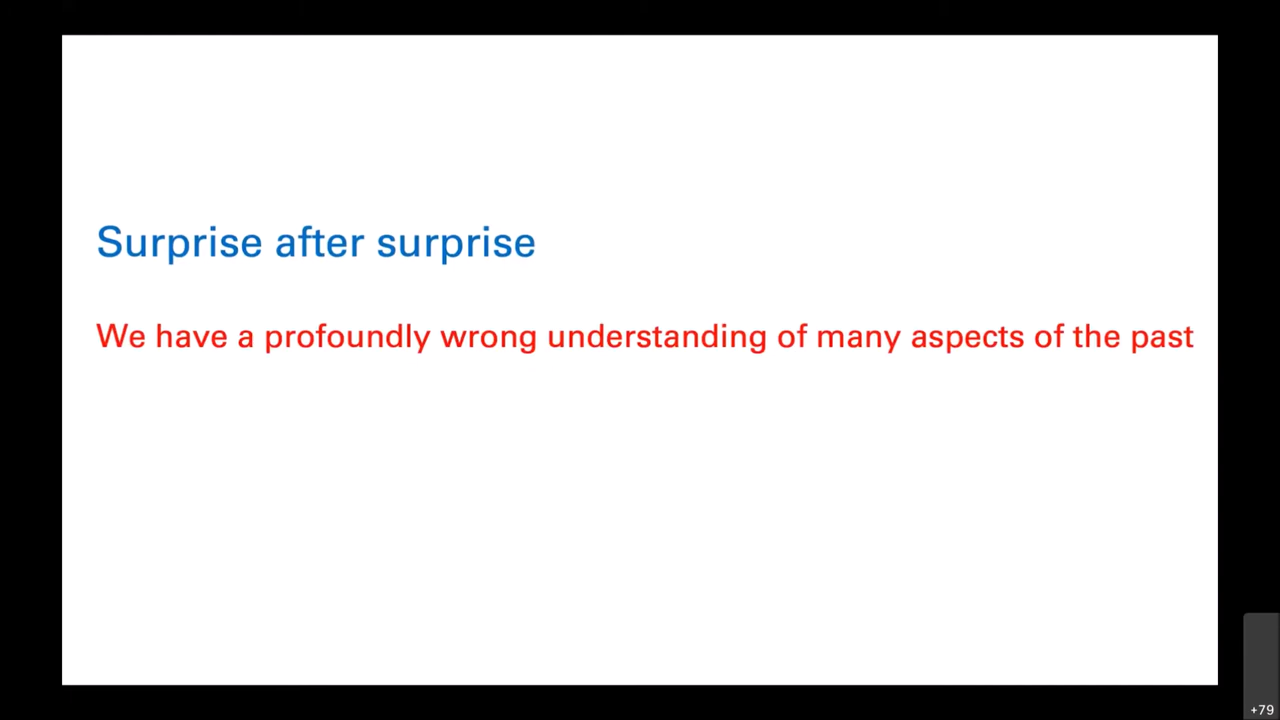 Surprise after surprise
We have a profoundly wrong understanding of many aspects of the past
+79